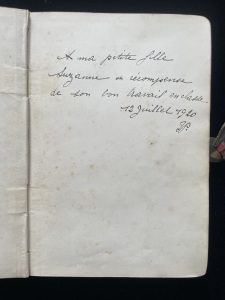 A ma petite fille
Suzanne en récompense
de son bon travail en classe
12 Juillet 1920